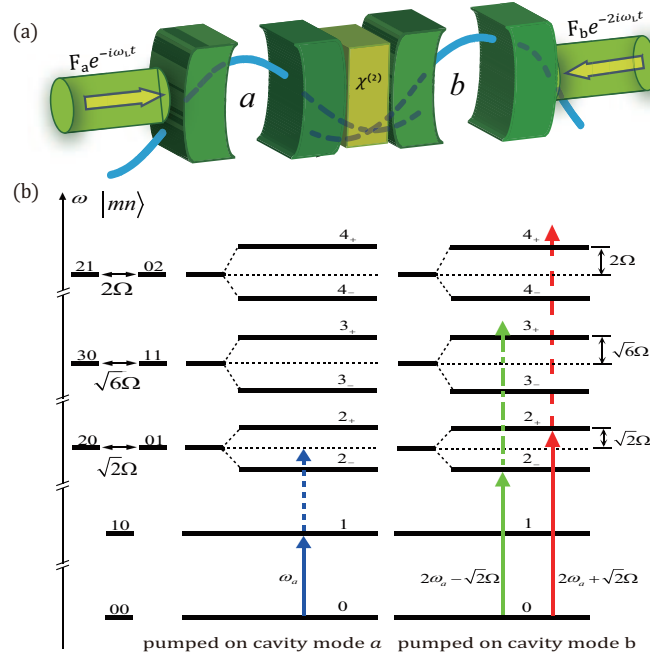 (a)
F_a e^{-iω_L t}
F_b e^{-2iω_L t}
a
χ^{(2)}
b
(b)
ω |mn⟩
4₊ 4₊
21 02 2Ω
2Ω
4₋ 4₋
3₊ 3₊
30 11 √6Ω
√6Ω
3₋ 3₋
2₊ 2₊
20 01 √2Ω
√2Ω
2₋ 2₋
10 1 1
ω_a 2ω_a−√2Ω 2ω_a+√2Ω
00 0 0
pumped on cavity mode a pumped on cavity mode b